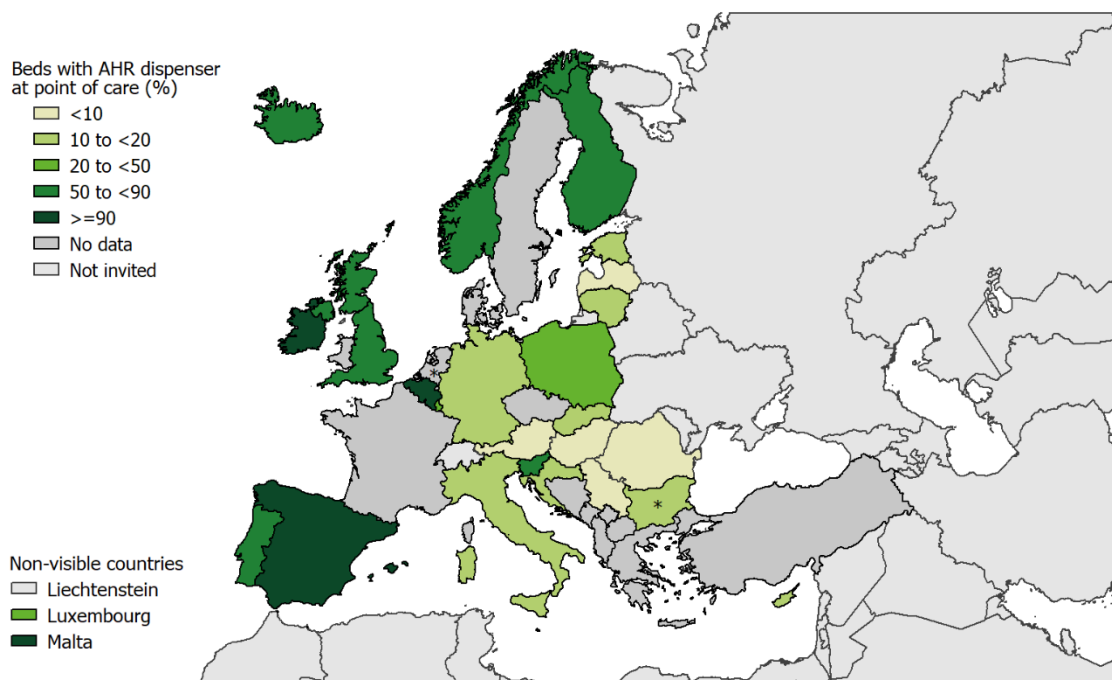 Beds with AHR dispenser
at point of care (%)
<10
10 to <20
20 to <50
50 to <90
>=90
No data
Not invited
*
*
Non-visible countries
Liechtenstein
Luxembourg
Malta